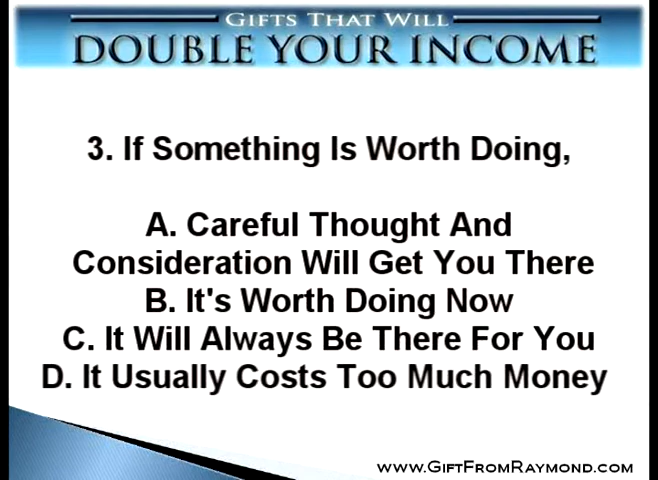 Gifts That Will
Double Your Income
3. If Something Is Worth Doing,
A. Careful Thought And
Consideration Will Get You There
B. It's Worth Doing Now
C. It Will Always Be There For You
D. It Usually Costs Too Much Money
www.GiftFromRaymond.com